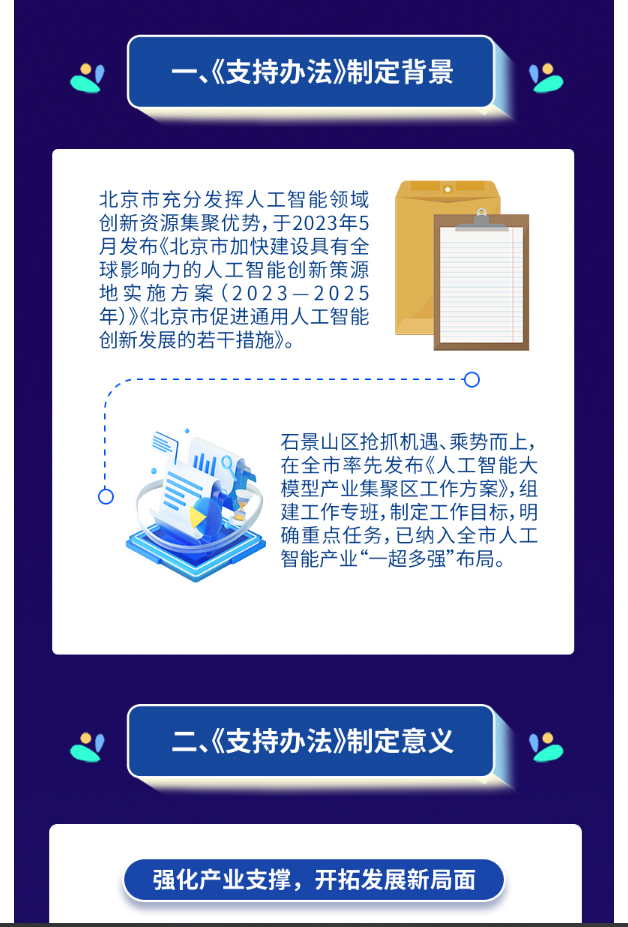 一、《支持办法》制定背景
北京市充分发挥人工智能领域
创新资源集聚优势,于2023年5
月发布《北京市加快建设具有全
球影响力的人工智能创新策源
地实施方案(2023—2025
年)》《北京市促进通用人工智能
创新发展的若干措施》。
石景山区抢抓机遇、乘势而上,
在全市率先发布《人工智能大
模型产业集聚区工作方案》,组
建工作专班,制定工作目标,明
确重点任务,已纳入全市人工
智能产业“一超多强”布局。
二、《支持办法》制定意义
强化产业支撑，开拓发展新局面